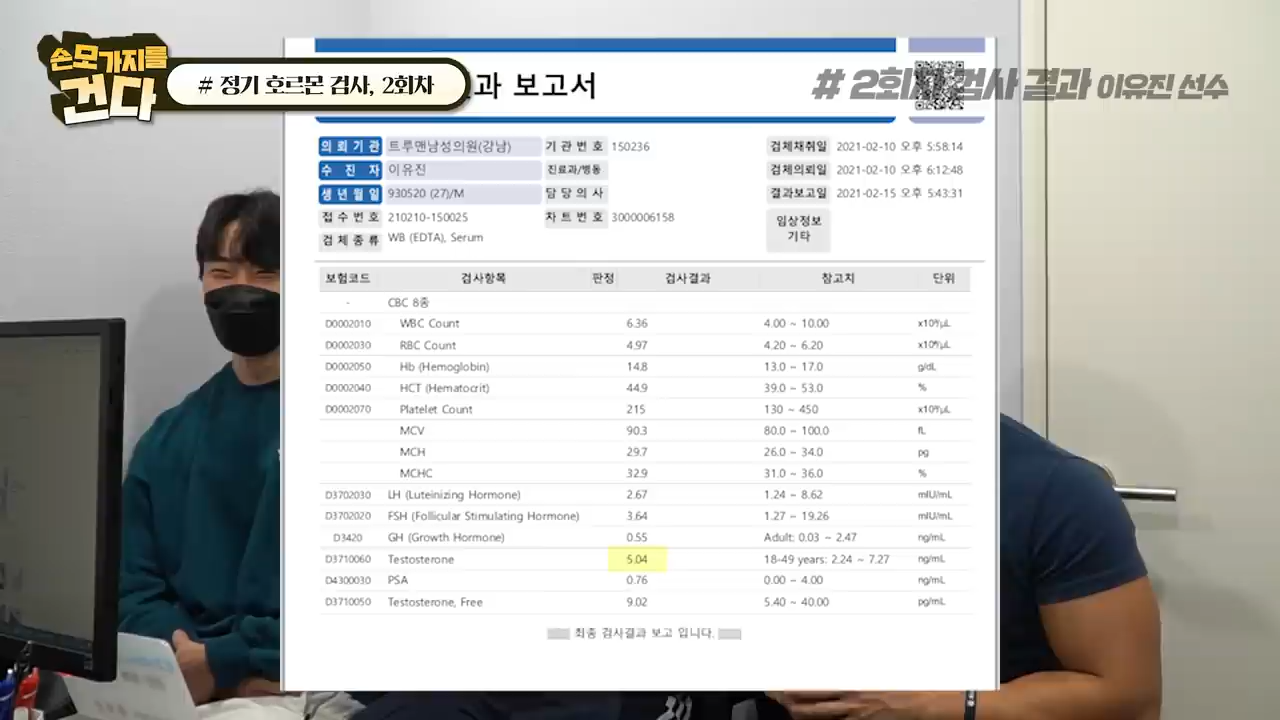 손모가지를
건다
# 정기 호르몬 검사, 2회차
과 보고서
# 2회차 검사 결과 이유진 선수
의뢰기관 트루맨남성의원(강남) 기관번호 150236 검체채취일 2021-02-10 오후 5:58:14
수진자 이유진 진료과/병동 검체의뢰일 2021-02-10 오후 6:12:48
생년월일 930520 (27)/M 담당의사 결과보고일 2021-02-15 오후 5:43:31
접수번호 210210-150025 차트번호 3000006158 임상정보
기타
검체종류 WB (EDTA), Serum
보험코드 검사항목 판정 검사결과 참고치 단위
- CBC 8종
D0002010 WBC Count 6.36 4.00 ~ 10.00 x10³/μL
D0002030 RBC Count 4.97 4.20 ~ 6.20 x10⁶/μL
D0002050 Hb (Hemoglobin) 14.8 13.0 ~ 17.0 g/dL
D0002040 HCT (Hematocrit) 44.9 39.0 ~ 53.0 %
D0002070 Platelet Count 215 130 ~ 450 x10³/μL
MCV 90.3 80.0 ~ 100.0 fL
MCH 29.7 26.0 ~ 34.0 pg
MCHC 32.9 31.0 ~ 36.0 %
D3702030 LH (Luteinizing Hormone) 2.67 1.24 ~ 8.62 mIU/mL
D3702020 FSH (Follicular Stimulating Hormone) 3.64 1.27 ~ 19.26 mIU/mL
D3420 GH (Growth Hormone) 0.55 Adult: 0.03 ~ 2.47 ng/mL
D3710060 Testosterone 5.04 18-49 years: 2.24 ~ 7.27 ng/mL
D4300030 PSA 0.76 0.00 ~ 4.00 ng/mL
D3710050 Testosterone, Free 9.02 5.40 ~ 40.00 pg/mL
최종 검사결과 보고 입니다.